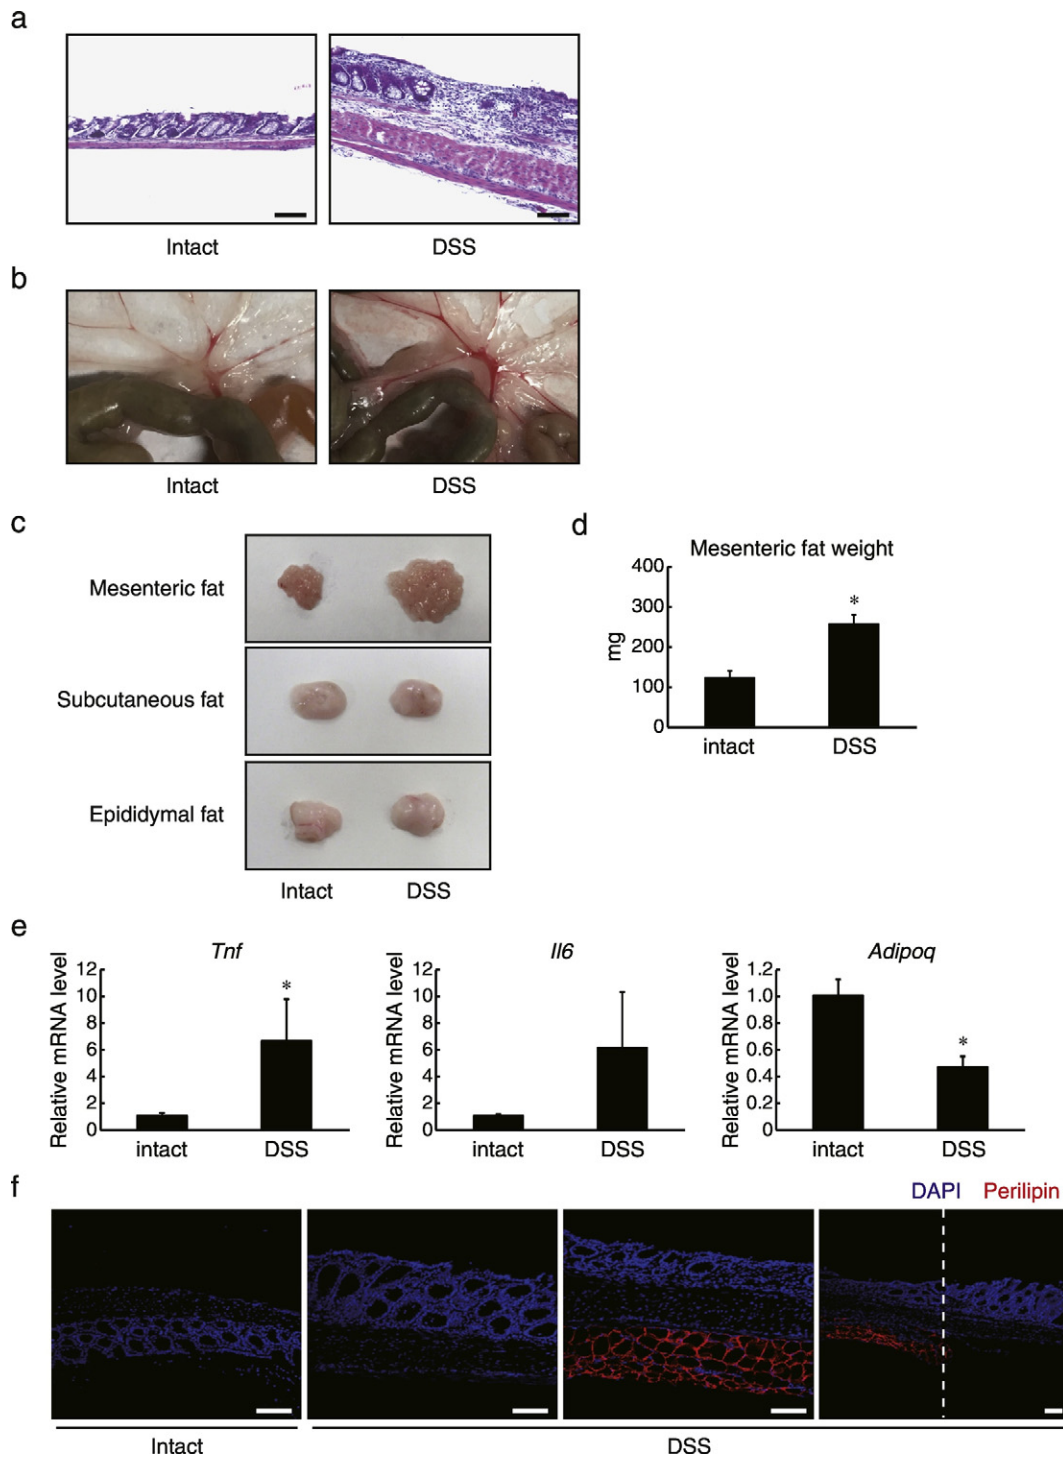 a
Intact
DSS
b
Intact
DSS
c
Mesenteric fat
Subcutaneous fat
Epididymal fat
Intact
DSS
d
Mesenteric fat weight
mg
400
300
200
100
0
*
intact
DSS
e
Tnf
Relative mRNA level
12
10
8
6
4
2
0
*
intact
DSS
Il6
Relative mRNA level
12
10
8
6
4
2
0
intact
DSS
Adipoq
Relative mRNA level
1.2
1.0
0.8
0.6
0.4
0.2
0
*
intact
DSS
f
DAPI Perilipin
Intact
DSS